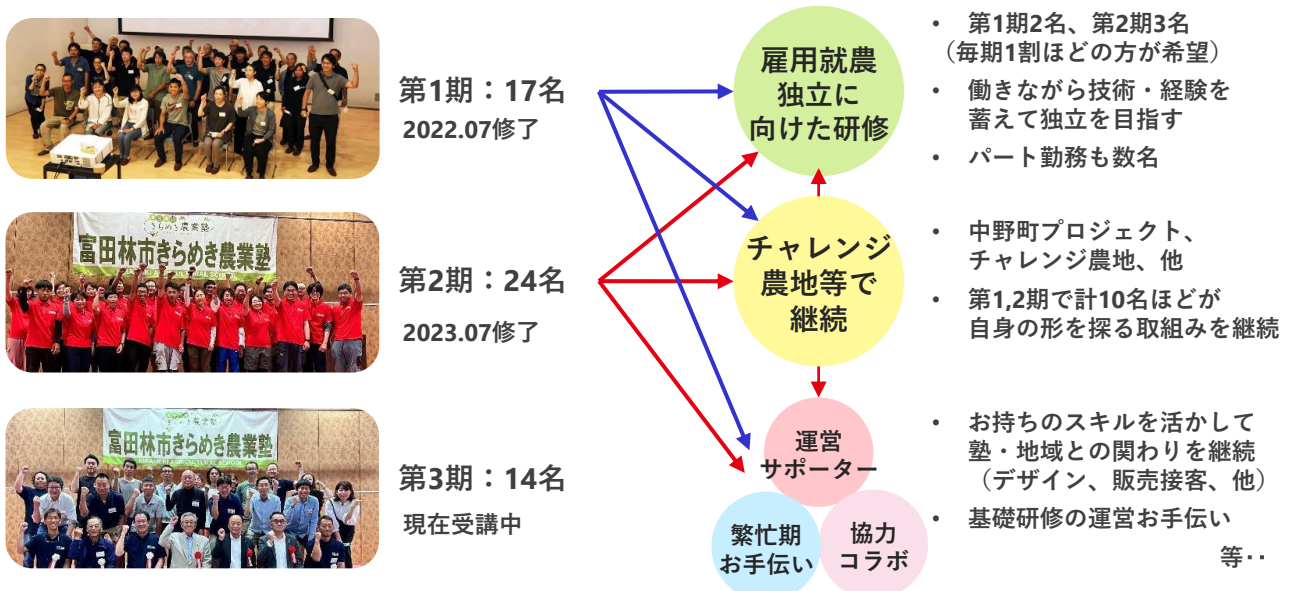 きらめき農業塾
富田林市きらめき農業塾
富田林市きらめき農業塾
第1期：17名
2022.07修了
第2期：24名
2023.07修了
第3期：14名
現在受講中
雇用就農
独立に
向けた研修
チャレンジ
農地等で
継続
運営
サポーター
繁忙期
お手伝い
協力
コラボ
• 第1期2名、第2期3名
（毎期1割ほどの方が希望）
• 働きながら技術・経験を
蓄えて独立を目指す
• パート勤務も数名
• 中野町プロジェクト、
チャレンジ農地、他
• 第1,2期で計10名ほどが
自身の形を探る取組みを継続
• お持ちのスキルを活かして
塾・地域との関わりを継続
（デザイン、販売接客、他）
• 基礎研修の運営お手伝い
等‥